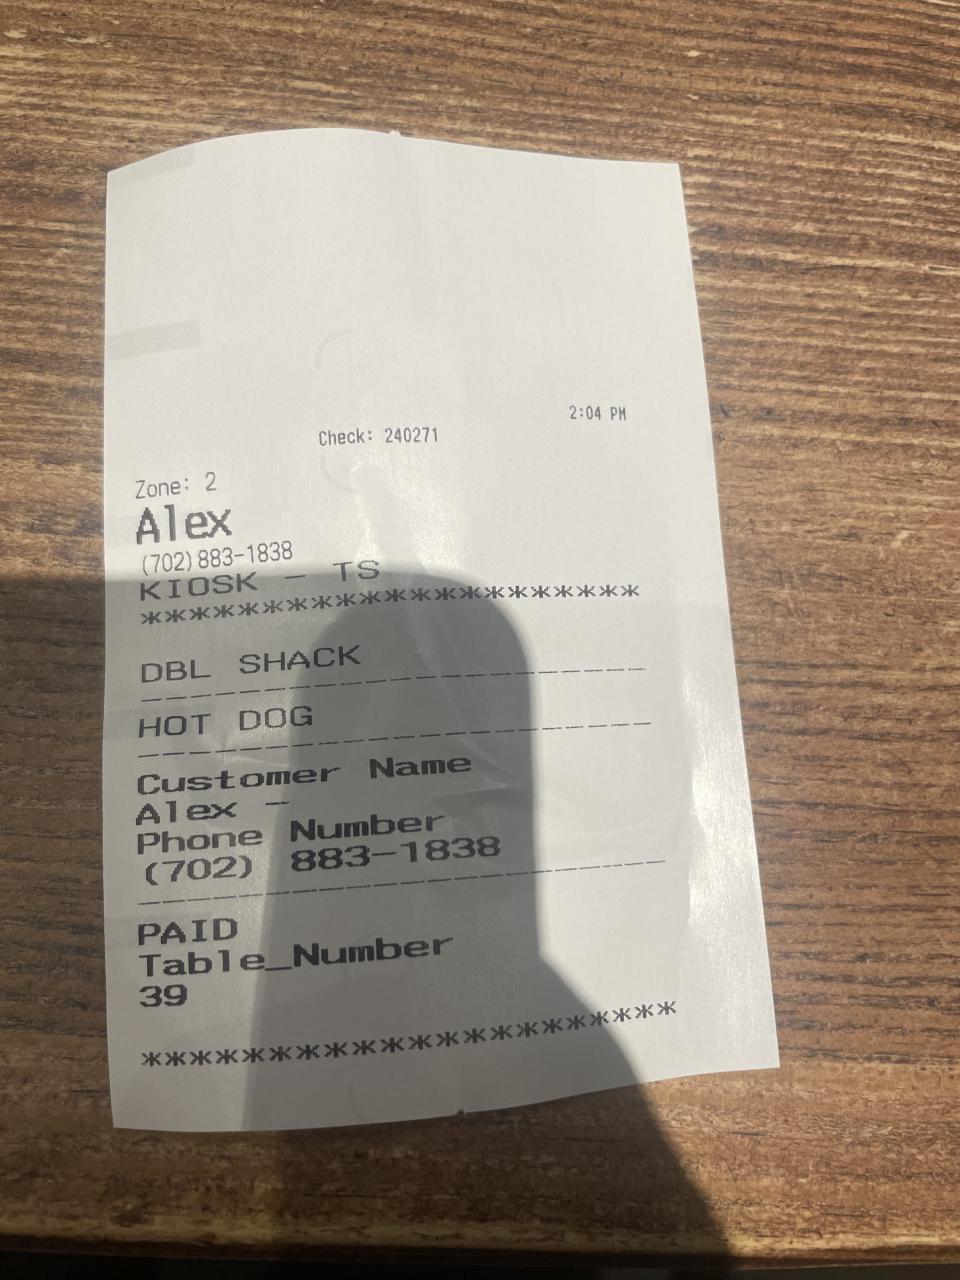 2:04 PM
Check: 240271
Zone: 2
Alex
(702)883-1838
KIOSK - TS
*********************
DBL SHACK
HOT DOG
Customer Name
Alex -
Phone Number
(702) 883-1838
PAID
Table_Number
39
*********************